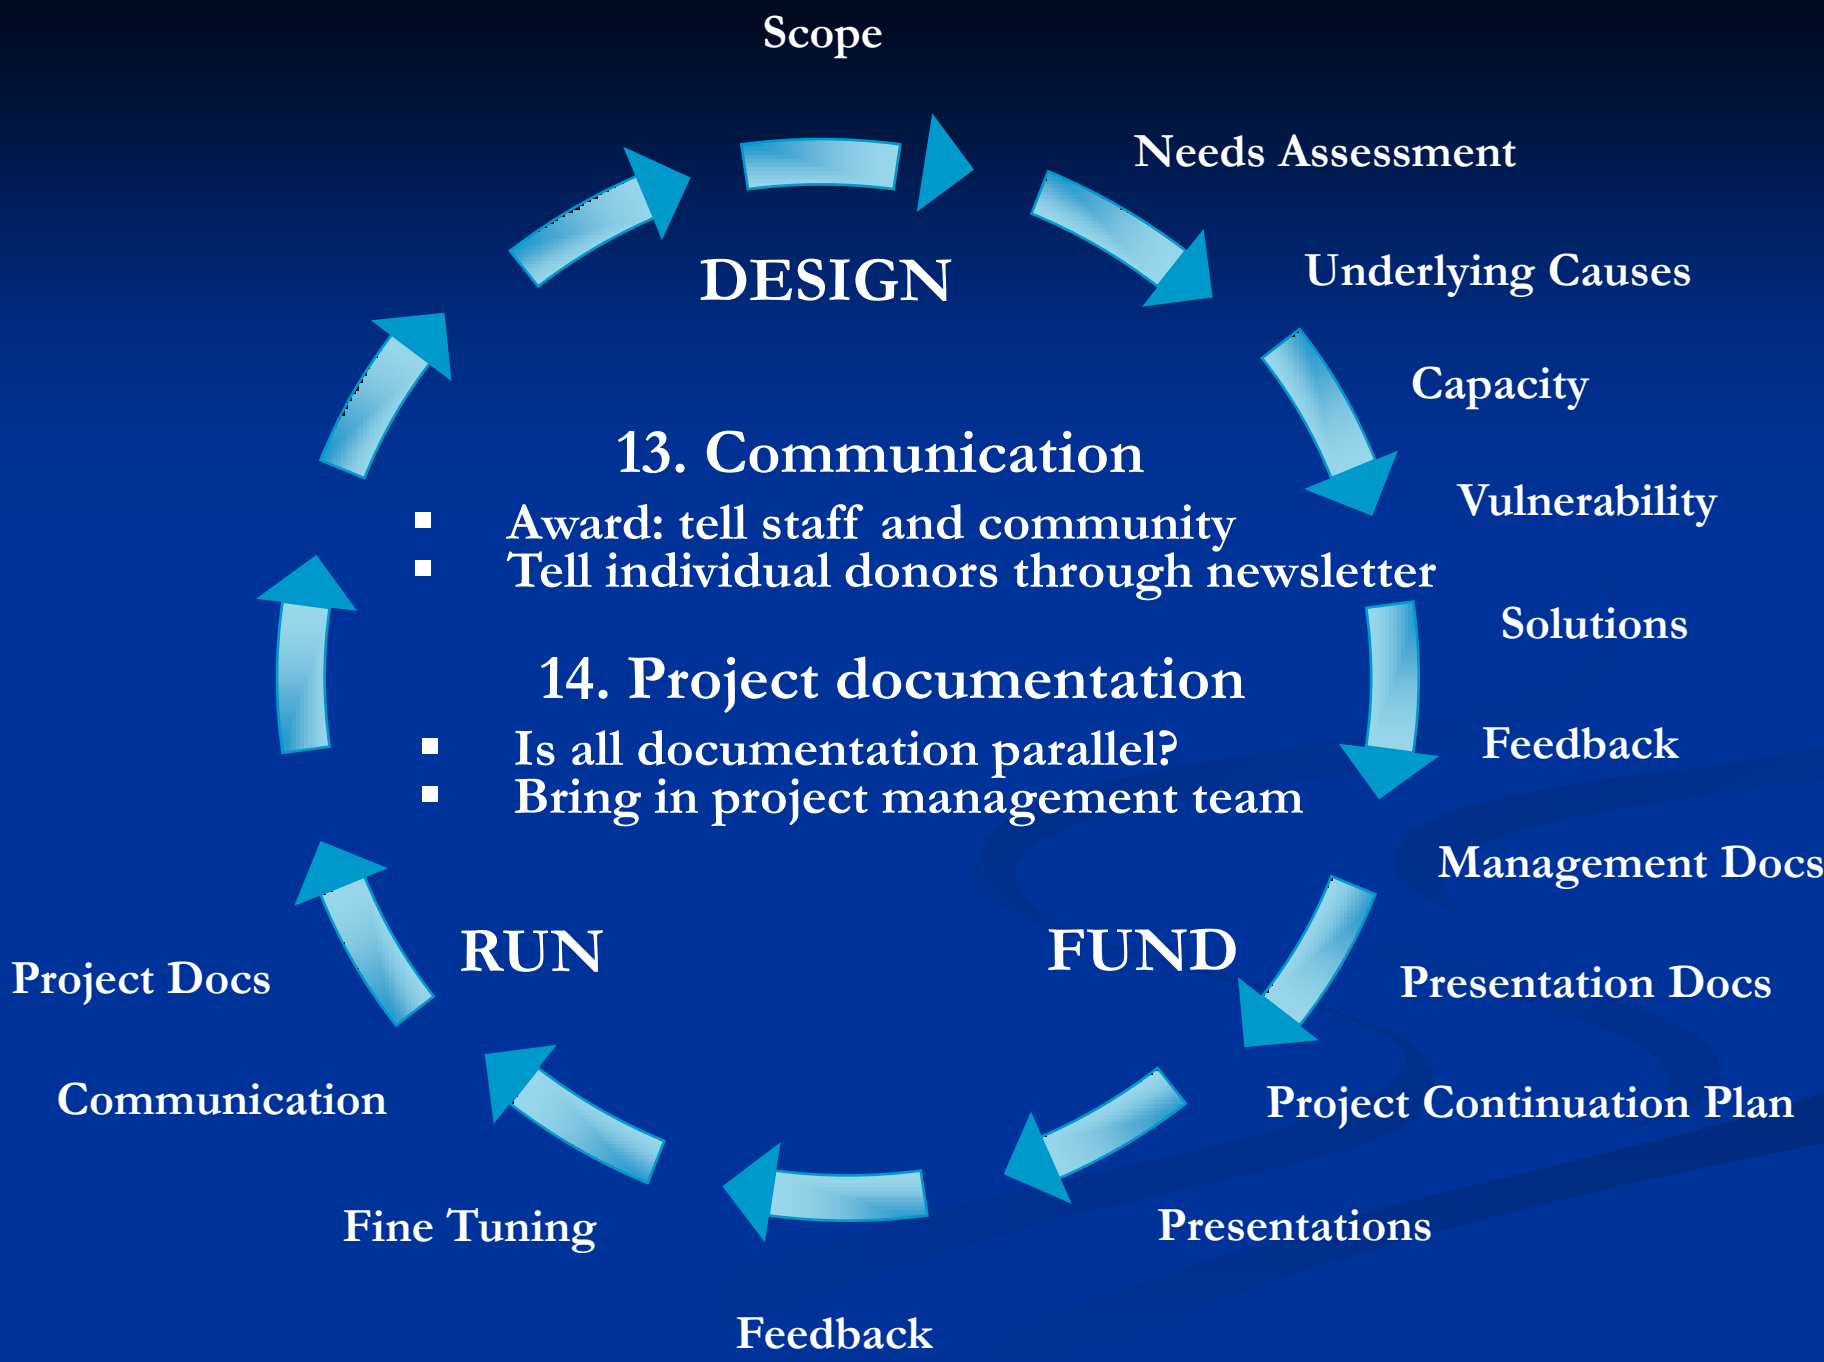 Scope
Needs Assessment
DESIGN
Underlying Causes
Capacity
13. Communication
Vulnerability
▪ Award: tell staff and community
▪ Tell individual donors through newsletter
Solutions
14. Project documentation
Feedback
▪ Is all documentation parallel?
▪ Bring in project management team
Management Docs
RUN
FUND
Project Docs
Presentation Docs
Communication
Project Continuation Plan
Fine Tuning
Presentations
Feedback